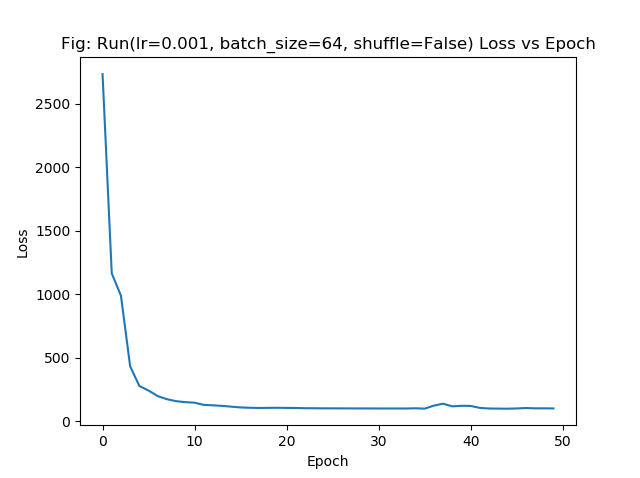 Fig: Run(lr=0.001, batch_size=64, shuffle=False) Loss vs Epoch
Loss
2500
2000
1500
1000
500
0
0 10 20 30 40 50
Epoch